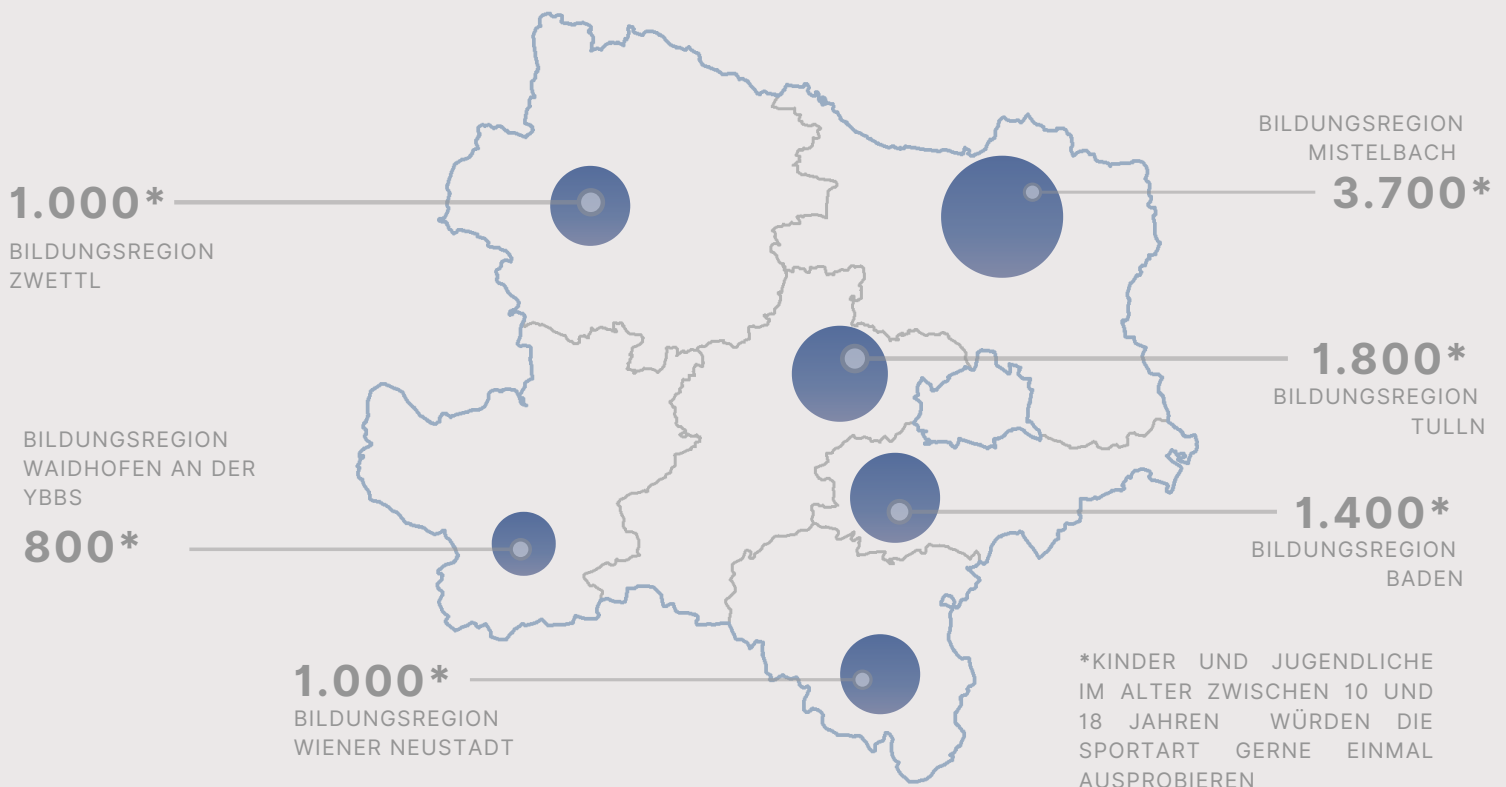 1.000*
BILDUNGSREGION
ZWETTL
BILDUNGSREGION
MISTELBACH
3.700*
1.800*
BILDUNGSREGION
TULLN
BILDUNGSREGION
WAIDHOFEN AN DER
YBBS
800*
1.400*
BILDUNGSREGION
BADEN
1.000*
BILDUNGSREGION
WIENER NEUSTADT
*KINDER UND JUGENDLICHE
IM ALTER ZWISCHEN 10 UND
18 JAHREN WÜRDEN DIE
SPORTART GERNE EINMAL
AUSPROBIEREN